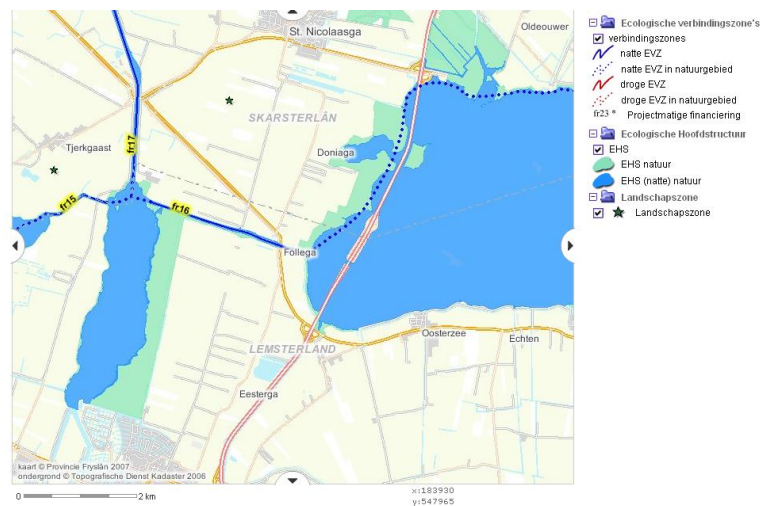 St. Nicolaasga
Oldeouwer
SKARSTERLÂN
Tjerkgaast
fr17
Doniaga
fr15
fr16
Follega
LEMSTERLAND
Oosterzee
Echten
Eesterga
kaart © Provincie Fryslân 2007
ondergrond © Topografische Dienst Kadaster 2006
0 2 km
x:183930
y:547965
Ecologische verbindingszone's
verbindingszones
natte EVZ
natte EVZ in natuurgebied
droge EVZ
droge EVZ in natuurgebied
fr23 * Projectmatige financiering
Ecologische Hoofdstructuur
EHS
EHS natuur
EHS (natte) natuur
Landschapszone
Landschapszone